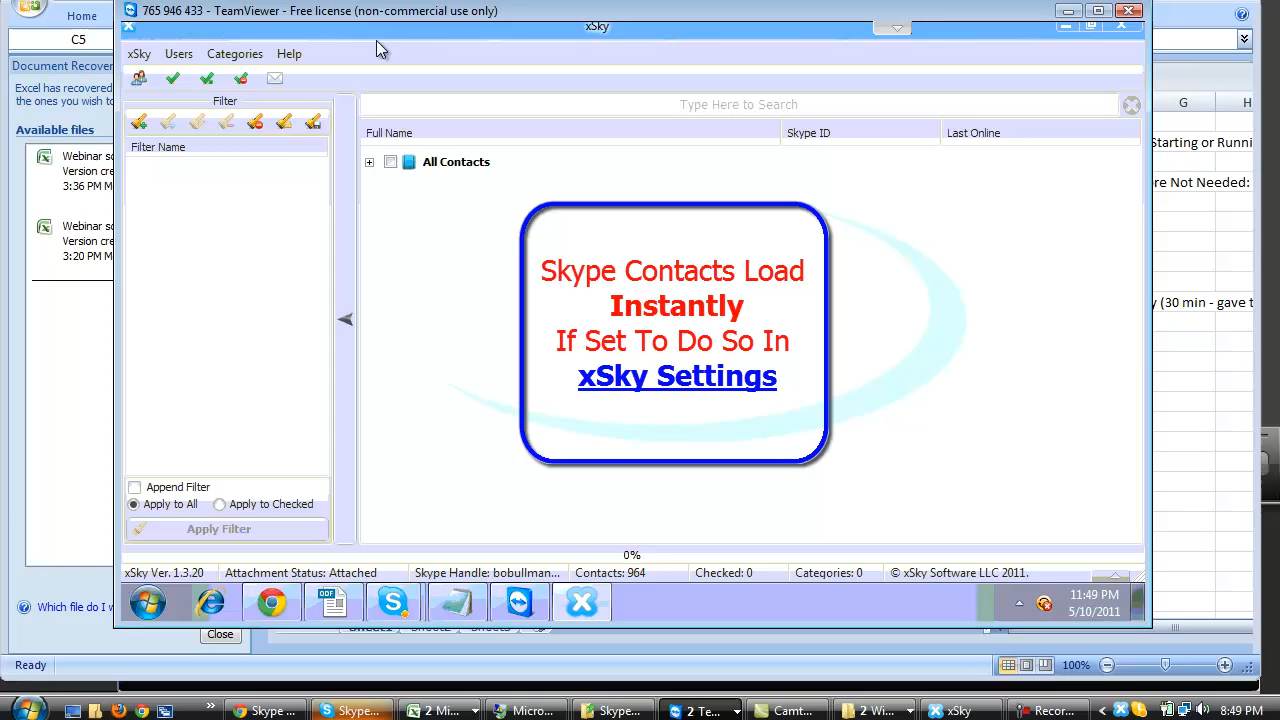 765 946 433 - TeamViewer - Free license (non-commercial use only)
Home
xSky
C5
xSky Users Categories Help
Document Recover
Excel has recovered
the ones you wish to
Available files
Webinar s
Version cre
3:36 PM M
Webinar s
Version cre
3:20 PM M
Which file do I w
Close
Filter
Filter Name
Append Filter
Apply to All Apply to Checked
Apply Filter
Type Here to Search
Full Name Skype ID Last Online
All Contacts
Skype Contacts Load
Instantly
If Set To Do So In
xSky Settings
0%
xSky Ver. 1.3.20 Attachment Status: Attached Skype Handle: bobullman... Contacts: 964 Checked: 0 Categories: 0 © xSky Software LLC 2011.
ODF
11:49 PM
5/10/2011
G H
Starting or Runni
re Not Needed:
y (30 min - gave t
Ready 100%
Skype ... Skype... 2 Mi... Micro... Skype... 2 Te... Camt... 2 Wi... xSky Recor... 8:49 PM